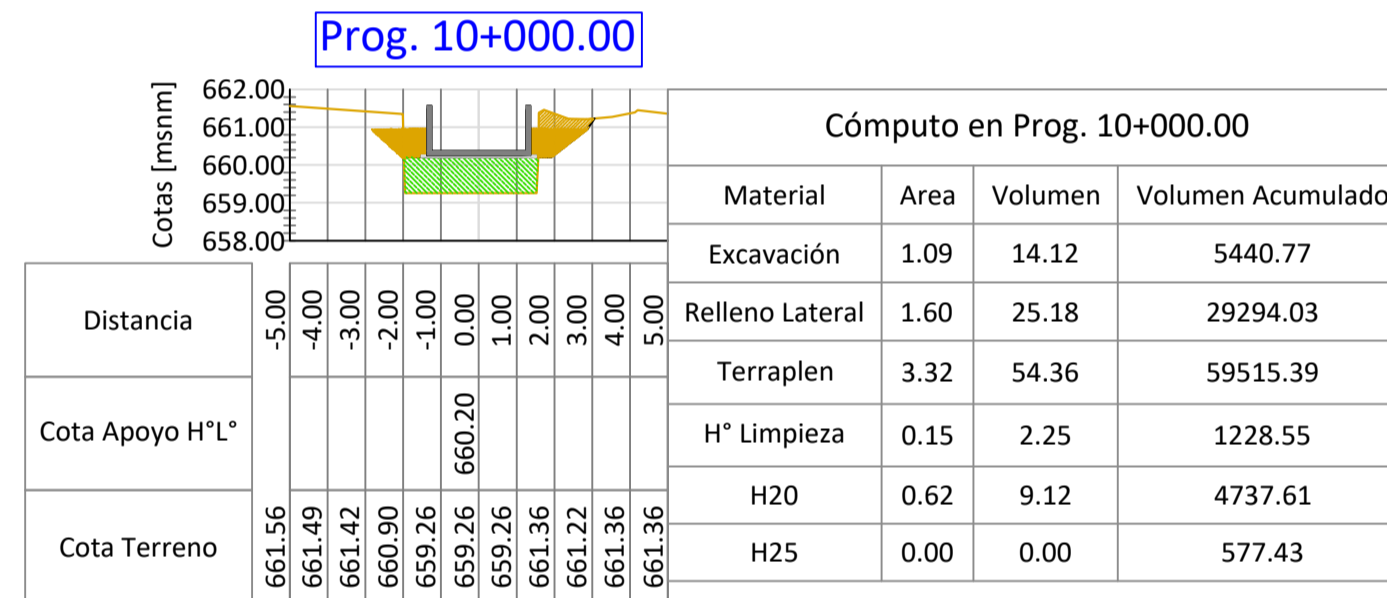 Prog. 10+000.00
Cotas [msnm]
662.00
661.00
660.00
659.00
658.00
Distancia -5.00 -4.00 -3.00 -2.00 -1.00 0.00 1.00 2.00 3.00 4.00 5.00
Cota Apoyo H°L° 660.20
Cota Terreno 661.56 661.49 661.42 660.90 659.26 659.26 659.26 661.36 661.22 661.36 661.36
Cómputo en Prog. 10+000.00
Material Area Volumen Volumen Acumulado
Excavación 1.09 14.12 5440.77
Relleno Lateral 1.60 25.18 29294.03
Terraplen 3.32 54.36 59515.39
H° Limpieza 0.15 2.25 1228.55
H20 0.62 9.12 4737.61
H25 0.00 0.00 577.43